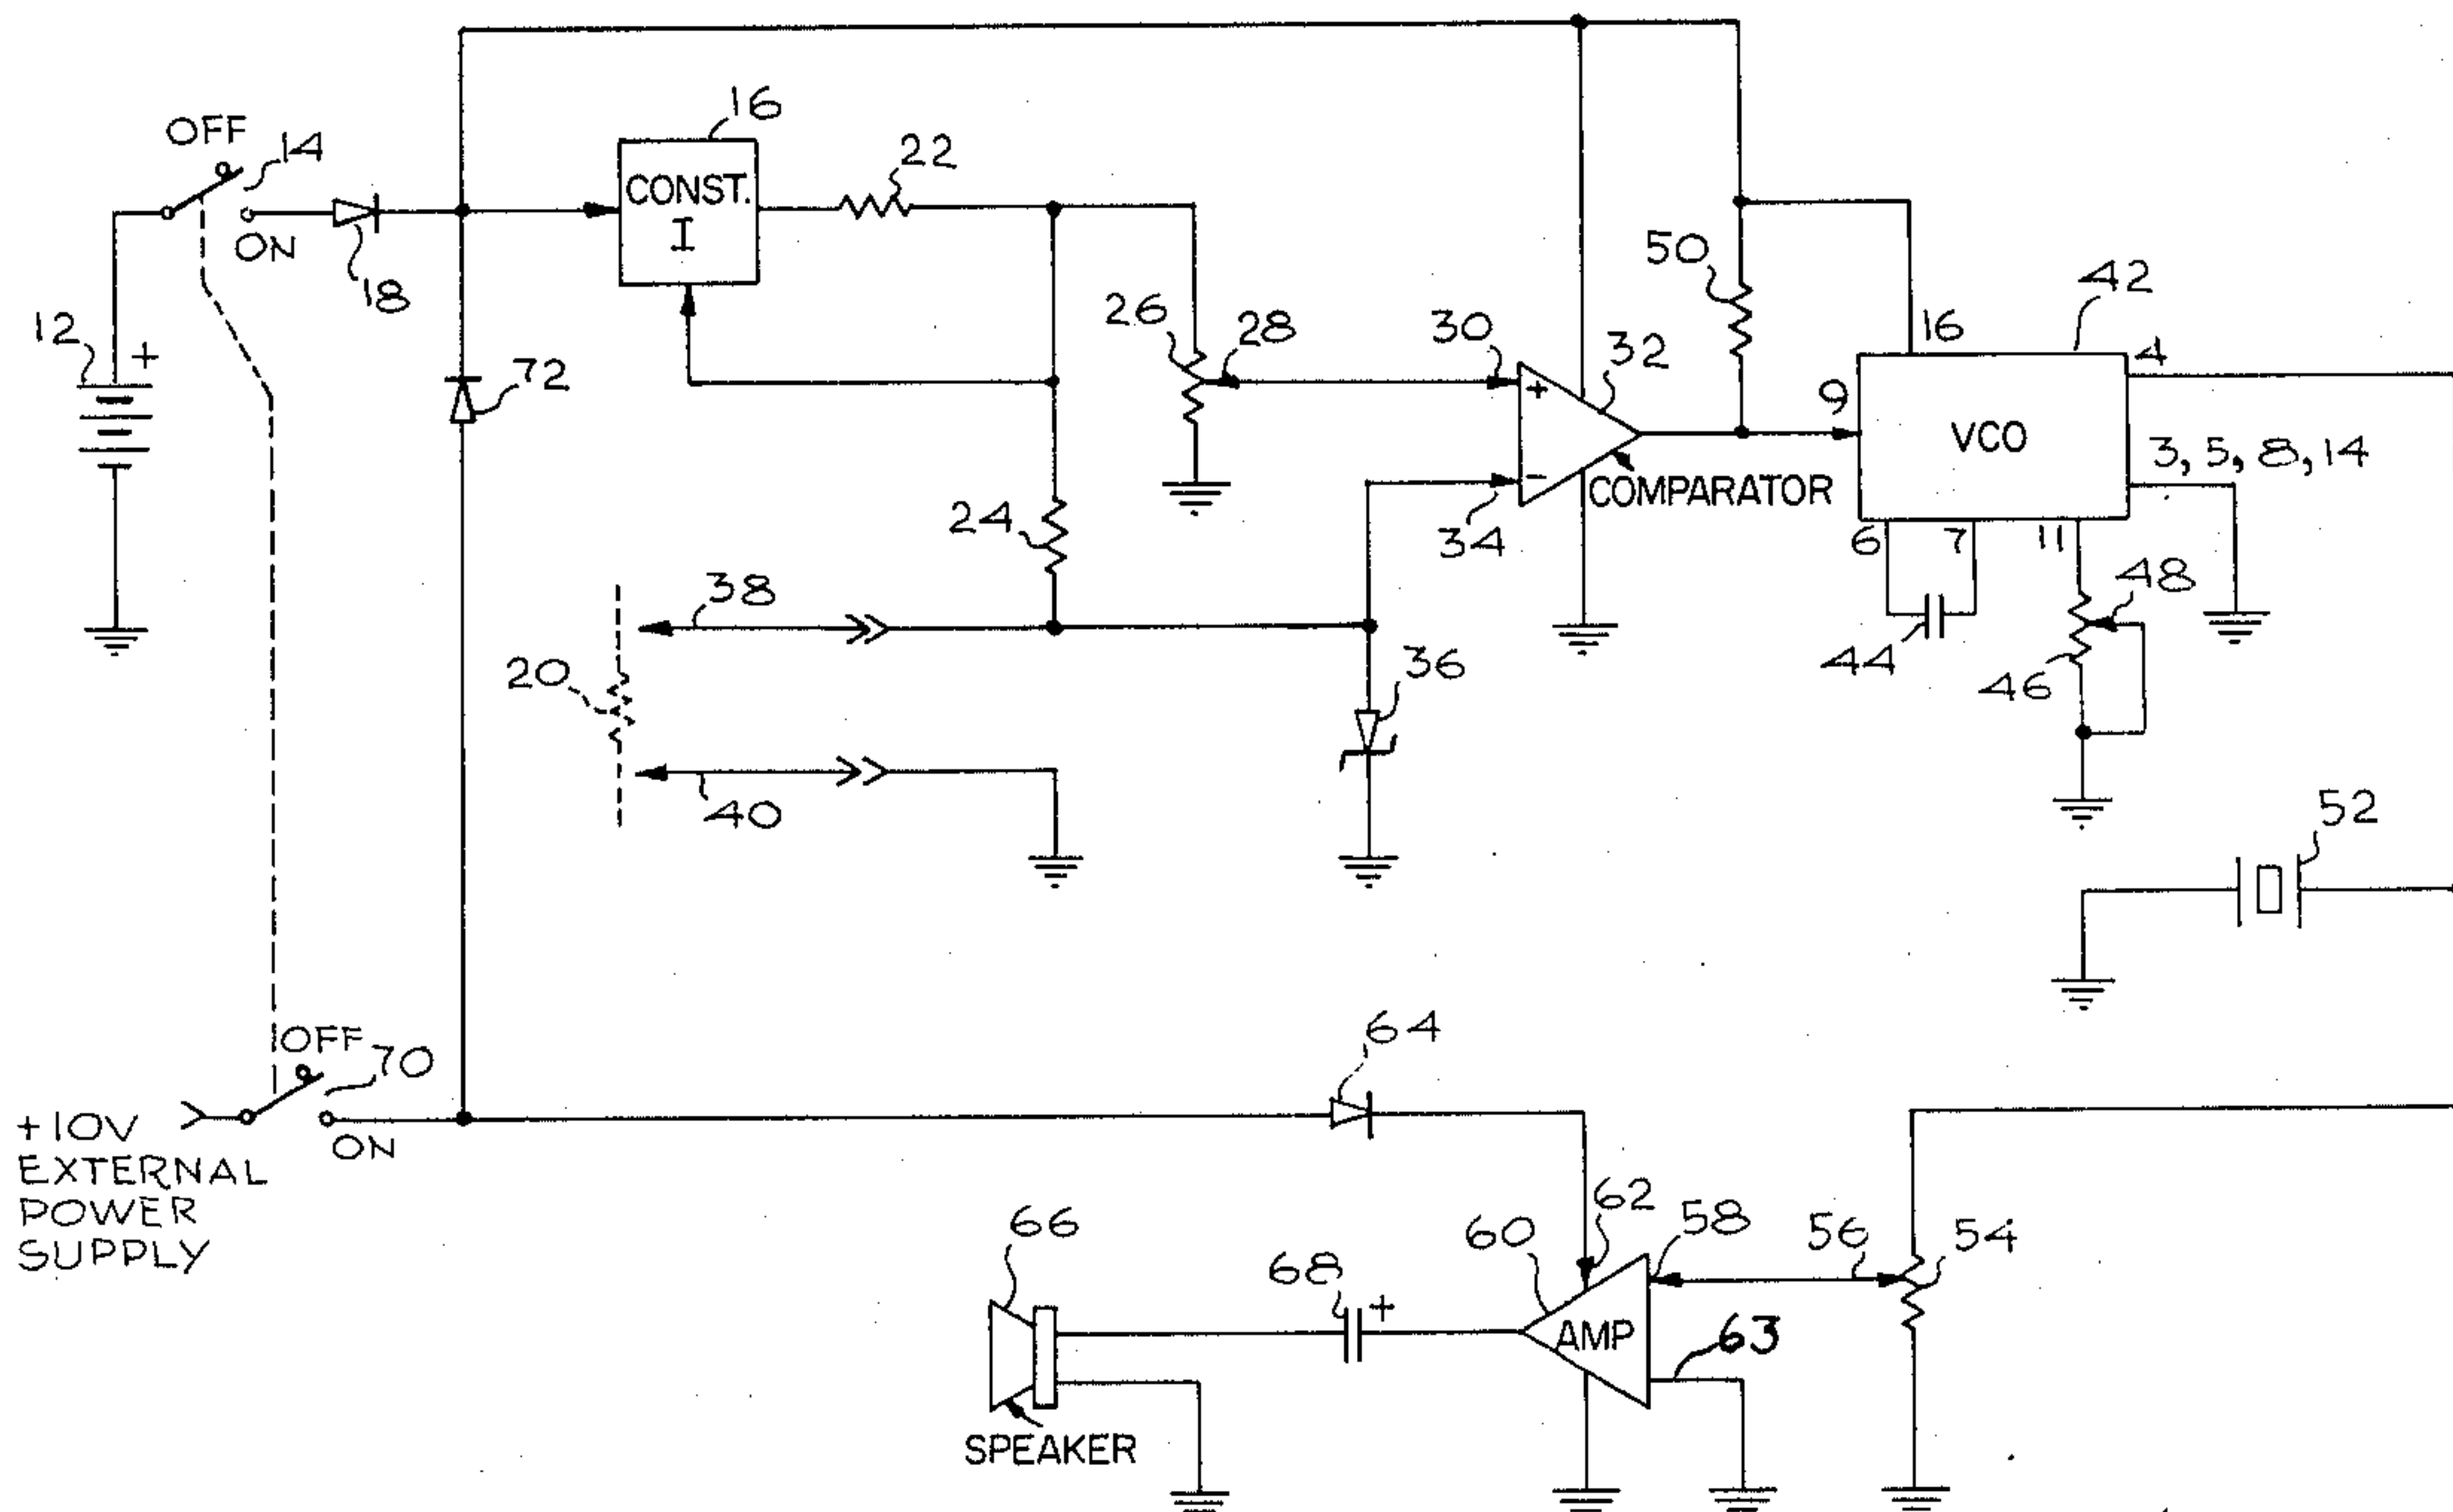 16
OFF
14
22
CONST.
I
ON
18
50
42
12
+
26
28
30
32
16
4
72
9
+
VCO
3, 5, 8, 14
-
COMPARATOR
24
34
6
7
11
38
48
44
20
36
46
40
52
64
OFF
70
+10V
EXTERNAL
POWER
SUPPLY
ON
66
62
58
56
54
60
68
+
AMP
63
SPEAKER